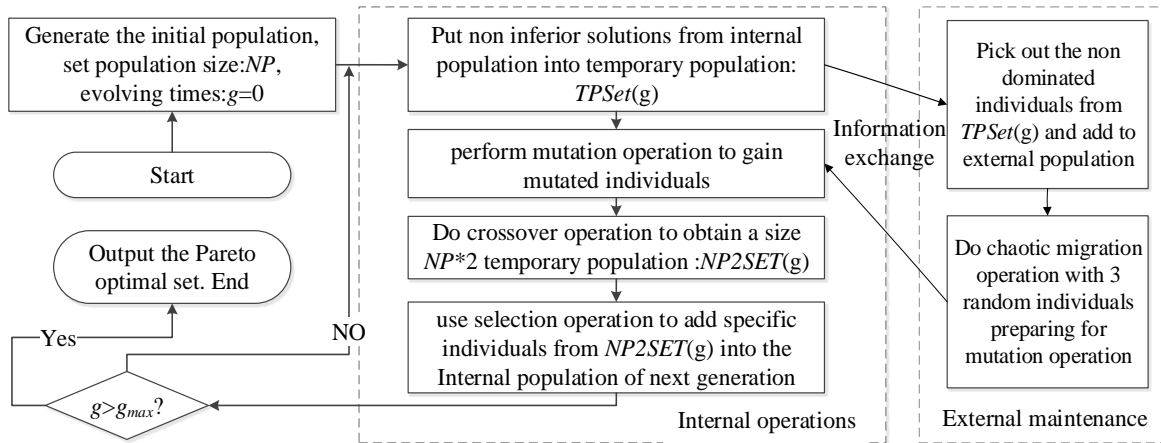 Generate the initial population,
set population size:NP,
evolving times:g=0
Start
Output the Pareto
optimal set. End
Yes
NO
g>gmax?
Put non inferior solutions from internal
population into temporary population:
TPSet(g)
perform mutation operation to gain
mutated individuals
Do crossover operation to obtain a size
NP*2 temporary population :NP2SET(g)
use selection operation to add specific
individuals from NP2SET(g) into the
Internal population of next generation
Internal operations
Information
exchange
Pick out the non
dominated
individuals from
TPSet(g) and add to
external population
Do chaotic migration
operation with 3
random individuals
preparing for
mutation operation
External maintenance